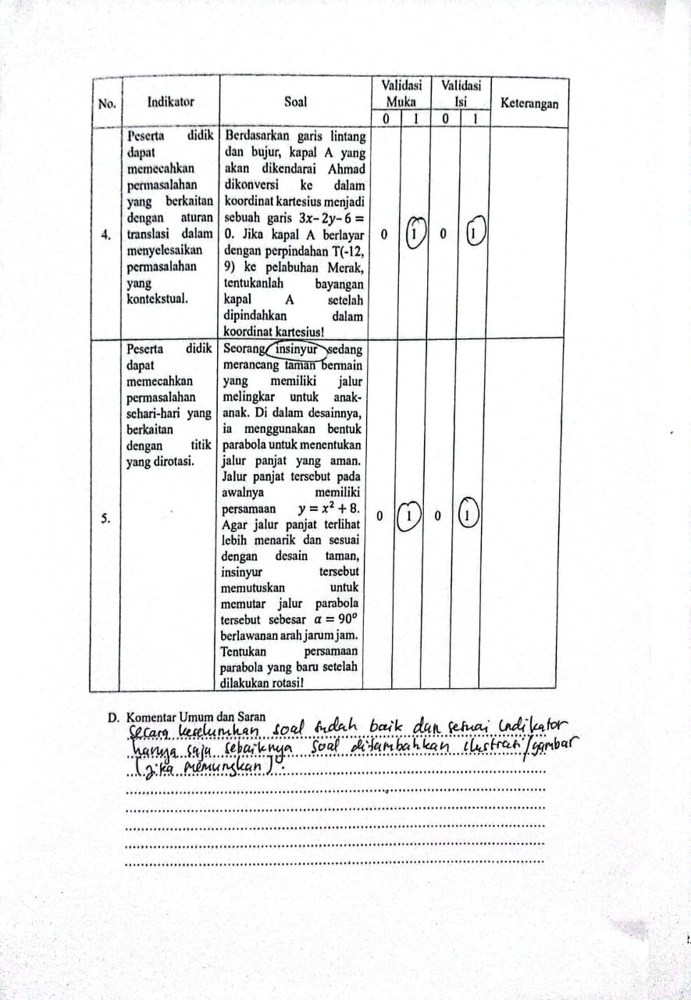 No. Indikator Soal Validasi Muka Validasi Isi Keterangan
0 1 0 1
4.
Peserta didik
dapat
memecahkan
permasalahan
yang berkaitan
dengan aturan
translasi dalam
menyelesaikan
permasalahan
yang
kontekstual.
Berdasarkan garis lintang
dan bujur, kapal A yang
akan dikendarai Ahmad
dikonversi ke dalam
koordinat kartesius menjadi
sebuah garis 3x- 2y- 6 =
0. Jika kapal A berlayar
dengan perpindahan T(-12,
9) ke pelabuhan Merak,
tentukanlah bayangan
kapal A setelah
dipindahkan dalam
koordinat kartesius!
0 1 0 1
5.
Peserta didik
dapat
memecahkan
permasalahan
sehari-hari yang
berkaitan
dengan titik
yang dirotasi.
Seorang insinyur sedang
merancang taman bermain
yang memiliki jalur
melingkar untuk anak-
anak. Di dalam desainnya,
ia menggunakan bentuk
parabola untuk menentukan
jalur panjat yang aman.
Jalur panjat tersebut pada
awalnya memiliki
persamaan y = x² + 8.
Agar jalur panjat terlihat
lebih menarik dan sesuai
dengan desain taman,
insinyur tersebut
memutuskan untuk
memutar jalur parabola
tersebut sebesar α = 90°
berlawanan arah jarum jam.
Tentukan persamaan
parabola yang baru setelah
dilakukan rotasi!
0 1 0 1
D. Komentar Umum dan Saran
Secara keseluruhan soal sudah baik dan sesuai indikator
hanya saja sebaiknya soal ditambahkan ilustrasi/gambar
(jika memungkan).